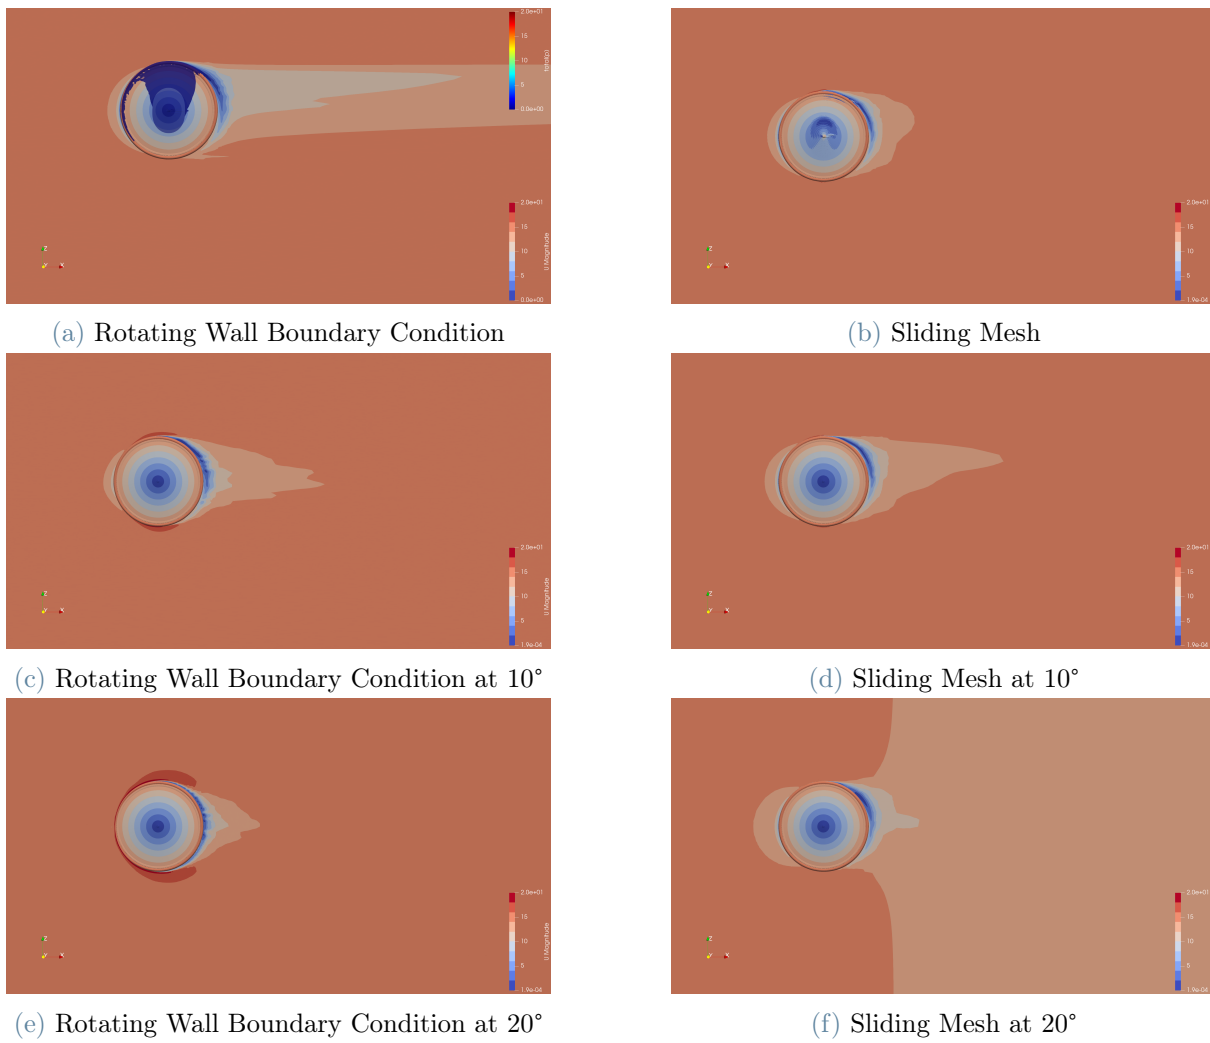 2.0e+01
15
10
5
0.0e+00
total(p)
2.0e+01
15
10
5
0.0e+00
U Magnitude
Z
Y X
2.0e+01
15
10
5
1.9e-04
Z
Y X
(a) Rotating Wall Boundary Condition
(b) Sliding Mesh
2.0e+01
15
10
5
1.9e-04
U Magnitude
Z
Y X
2.0e+01
15
10
5
1.9e-04
Z
Y X
(c) Rotating Wall Boundary Condition at 10°
(d) Sliding Mesh at 10°
2.0e+01
15
10
5
1.9e-04
U Magnitude
Z
Y X
2.0e+01
15
10
5
1.9e-04
Z
Y X
(e) Rotating Wall Boundary Condition at 20°
(f) Sliding Mesh at 20°